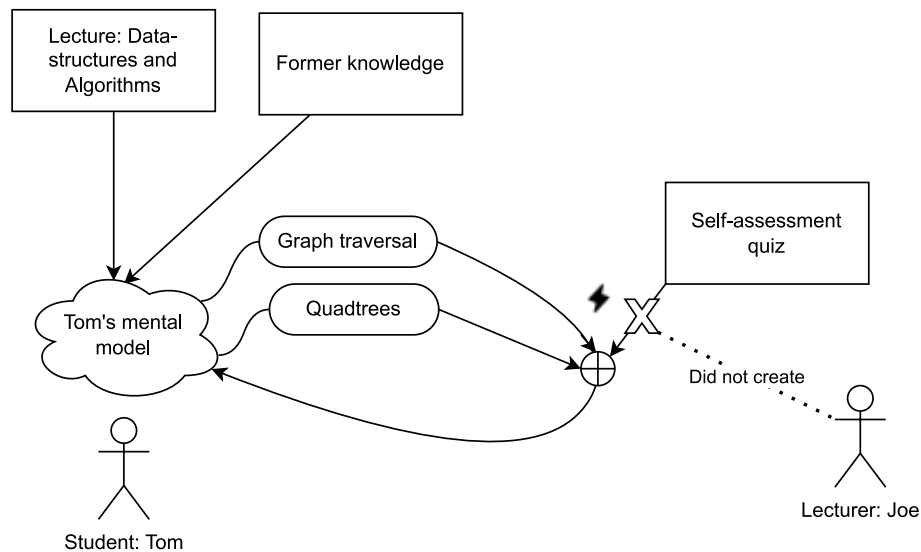 Lecture: Data-
structures and
Algorithms
Former knowledge
Self-assessment
quiz
Graph traversal
Quadtrees
Tom's mental
model
Did not create
Lecturer: Joe
Student: Tom